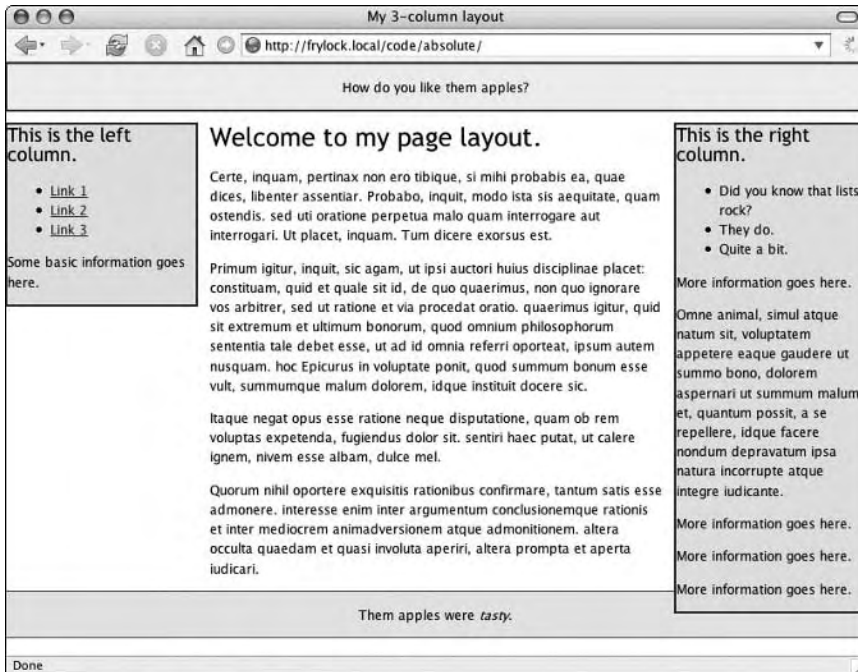 My 3-column layout
http://frylock.local/code/absolute/
How do you like them apples?
This is the left
column.
• Link 1
• Link 2
• Link 3
Some basic information goes
here.
Welcome to my page layout.
Certe, inquam, pertinax non ero tibique, si mihi probabis ea, quae
dices, libenter assentiar. Probabo, inquit, modo ista sis aequitate, quam
ostendis. sed uti oratione perpetua malo quam interrogare aut
interrogari. Ut placet, inquam. Tum dicere exorsus est.
Primum igitur, inquit, sic agam, ut ipsi auctori huius disciplinae placet:
constituam, quid et quale sit id, de quo quaerimus, non quo ignorare
vos arbitrer, sed ut ratione et via procedat oratio. quaerimus igitur, quid
sit extremum et ultimum bonorum, quod omnium philosophorum
sententia tale debet esse, ut ad id omnia referri oporteat, ipsum autem
nusquam. hoc Epicurus in voluptate ponit, quod summum bonum esse
vult, summumque malum dolorem, idque instituit docere sic.
Itaque negat opus esse ratione neque disputatione, quam ob rem
voluptas expetenda, fugiendus dolor sit. sentiri haec putat, ut calere
ignem, nivem esse albam, dulce mel.
Quorum nihil oportere exquisitis rationibus confirmare, tantum satis esse
admonere. interesse enim inter argumentum conclusionemque rationis
et inter mediocrem animadversionem atque admonitionem. altera
occulta quaedam et quasi involuta aperiri, altera prompta et aperta
iudicari.
This is the right
column.
• Did you know that lists
rock?
• They do.
• Quite a bit.
More information goes here.
Omne animal, simul atque
natum sit, voluptatem
appetere eaque gaudere ut
summo bono, dolorem
aspernari ut summum malum
et, quantum possit, a se
repellere, idque facere
nondum depravatum ipsa
natura incorrupte atque
integre iudicante.
More information goes here.
More information goes here.
More information goes here.
Them apples were tasty.
Done